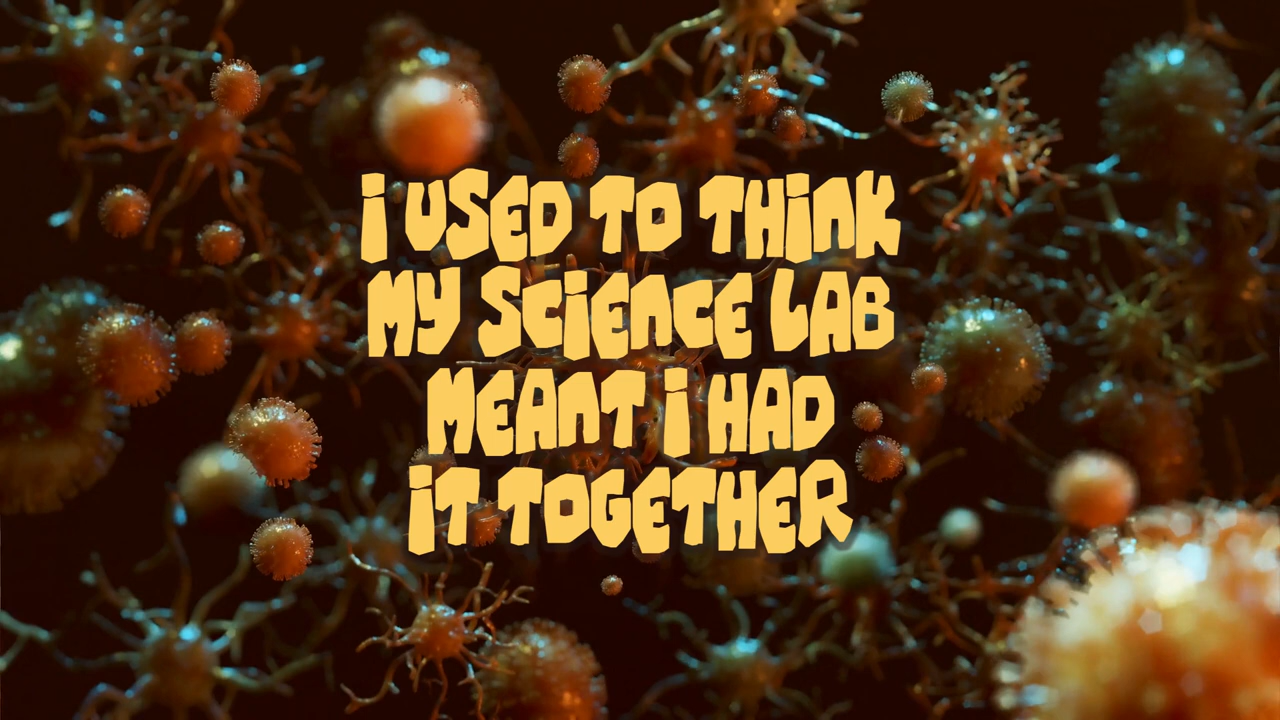 i USED TO THiNK
MY SCiENCE LAB
MEANT i HAD
iT TOGETHER